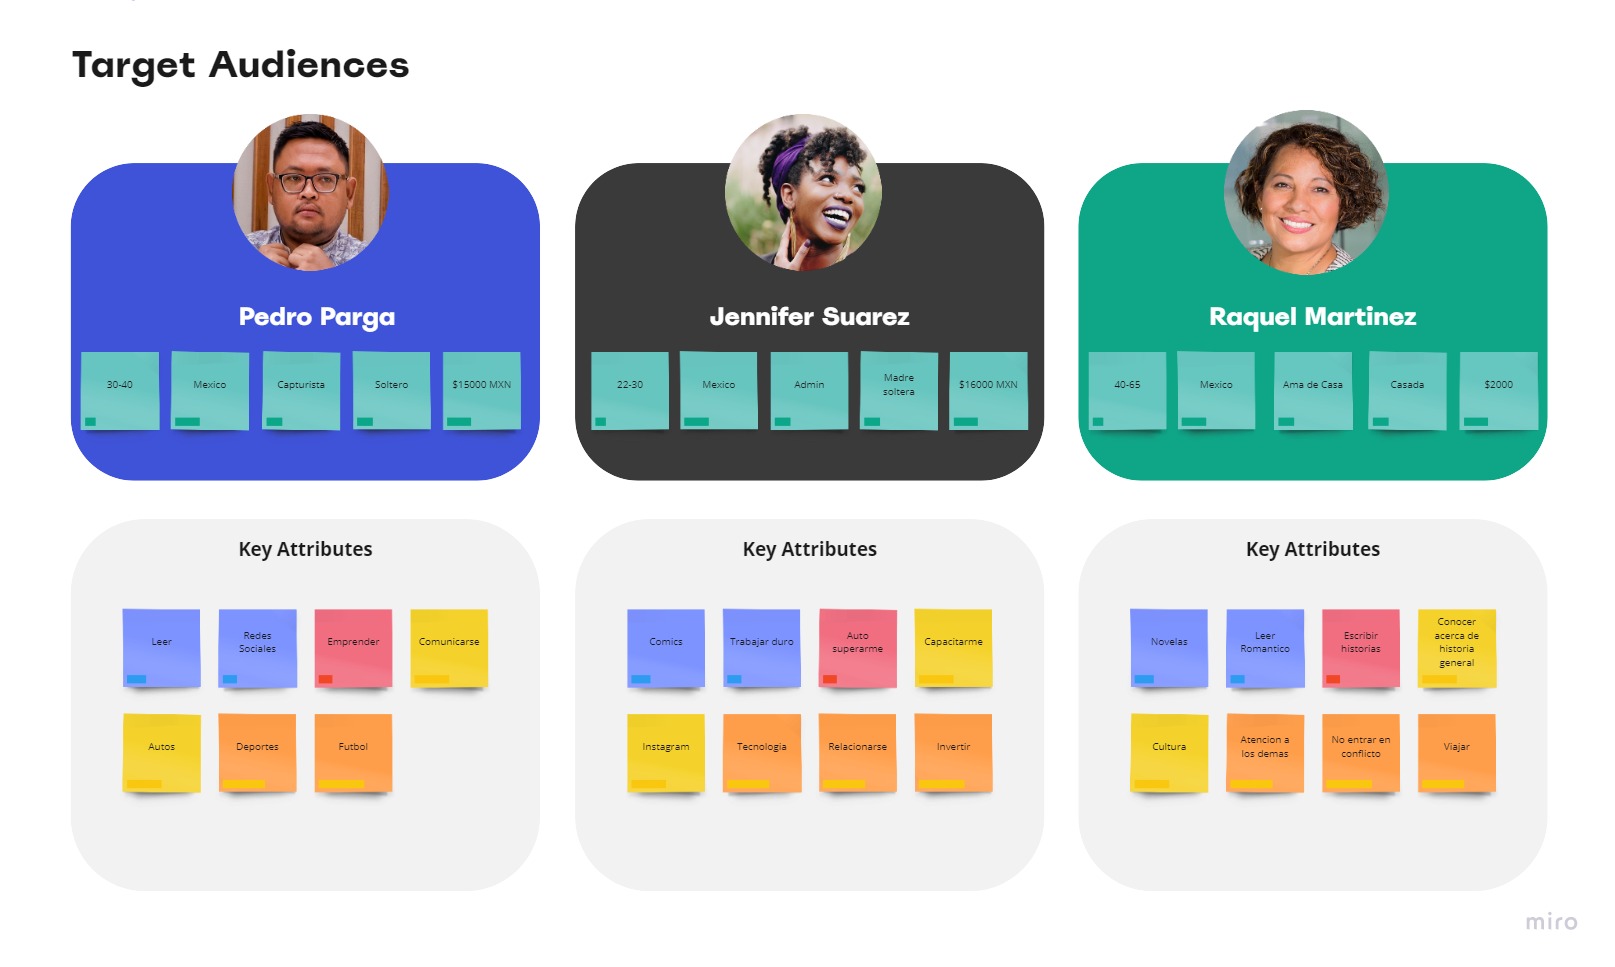 Target Audiences
Pedro Parga
30-40
Mexico
Capturista
Soltero
$15000 MXN
Jennifer Suarez
22-30
Mexico
Admin
Madre
soltera
$16000 MXN
Raquel Martinez
40-65
Mexico
Ama de Casa
Casada
$2000
Key Attributes
Leer
Redes
Sociales
Emprender
Comunicarse
Autos
Deportes
Futbol
Key Attributes
Comics
Trabajar duro
Auto
superarme
Capacitarme
Instagram
Tecnologia
Relacionarse
Invertir
Key Attributes
Novelas
Leer
Romantico
Escribir
historias
Conocer
acerca de
historia
general
Cultura
Atencion a
los demas
No entrar en
conflicto
Viajar
miro